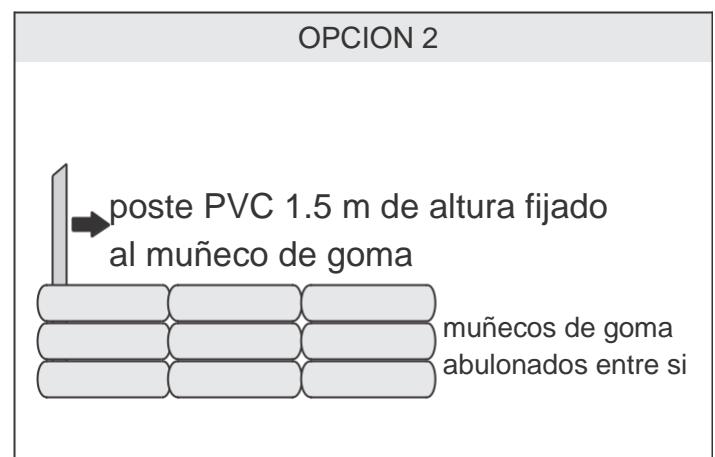 OPCION 2
poste PVC 1.5 m de altura fijado
al muñeco de goma
muñecos de goma
abulonados entre si